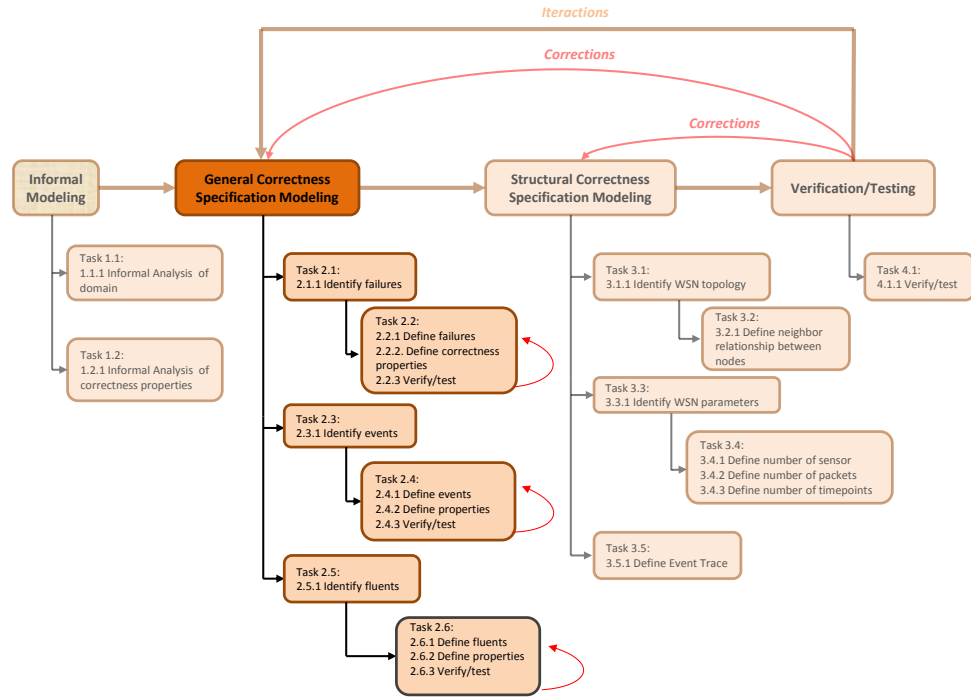 Iteractions
Corrections
Corrections
Informal
Modeling
General Correctness
Specification Modeling
Structural Correctness
Specification Modeling
Verification/Testing
Task 1.1:
1.1.1 Informal Analysis of
domain
Task 1.2:
1.2.1 Informal Analysis of
correctness properties
Task 2.1:
2.1.1 Identify failures
Task 2.2:
2.2.1 Define failures
2.2.2. Define correctness
properties
2.2.3 Verify/test
Task 2.3:
2.3.1 Identify events
Task 2.4:
2.4.1 Define events
2.4.2 Define properties
2.4.3 Verify/test
Task 2.5:
2.5.1 Identify fluents
Task 2.6:
2.6.1 Define fluents
2.6.2 Define properties
2.6.3 Verify/test
Task 3.1:
3.1.1 Identify WSN topology
Task 3.2:
3.2.1 Define neighbor
relationship between
nodes
Task 3.3:
3.3.1 Identify WSN parameters
Task 3.4:
3.4.1 Define number of sensor
3.4.2 Define number of packets
3.4.3 Define number of timepoints
Task 3.5:
3.5.1 Define Event Trace
Task 4.1:
4.1.1 Verify/test